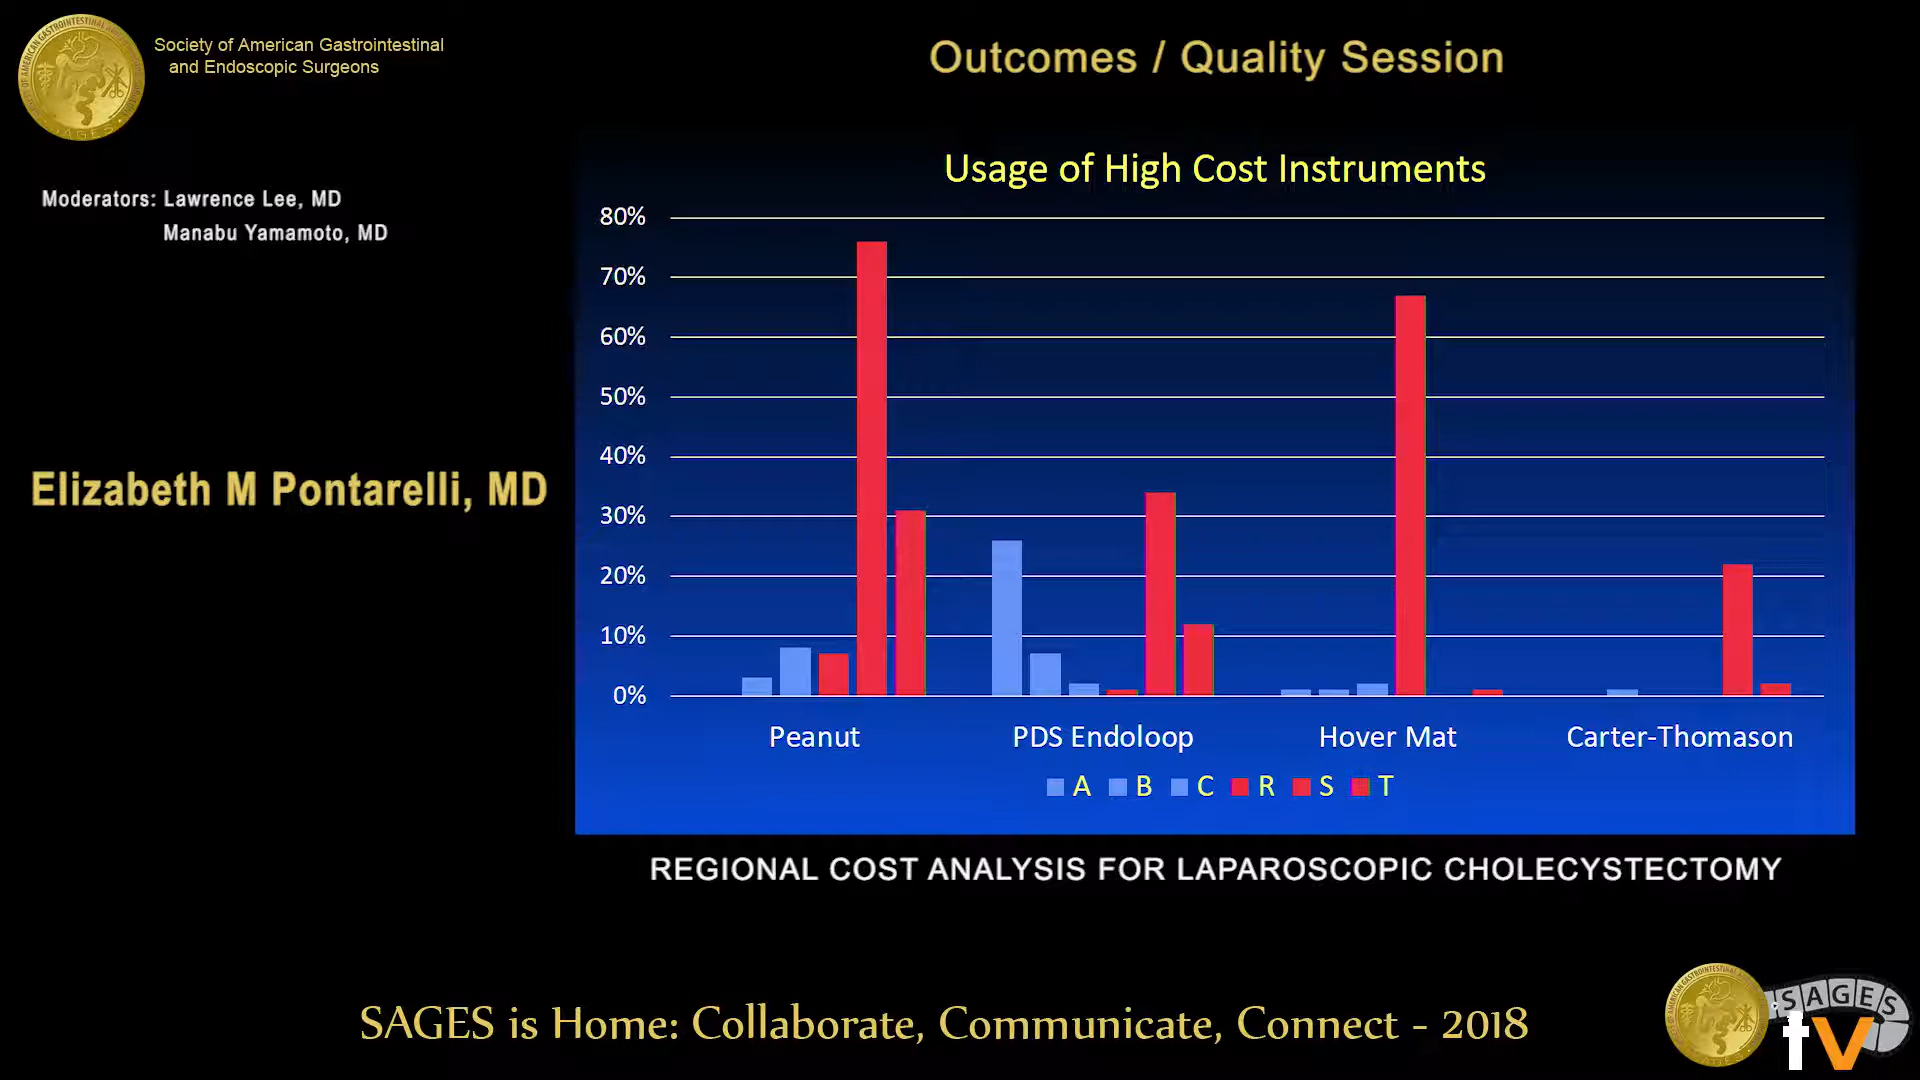 Society of American Gastrointestinal
and Endoscopic Surgeons
Outcomes / Quality Session
Moderators: Lawrence Lee, MD
Manabu Yamamoto, MD
Elizabeth M Pontarelli, MD
Usage of High Cost Instruments
80%
70%
60%
50%
40%
30%
20%
10%
0%
Peanut PDS Endoloop Hover Mat Carter-Thomason
A B C R S T
REGIONAL COST ANALYSIS FOR LAPAROSCOPIC CHOLECYSTECTOMY
SAGES is Home: Collaborate, Communicate, Connect - 2018
SAGES
tV